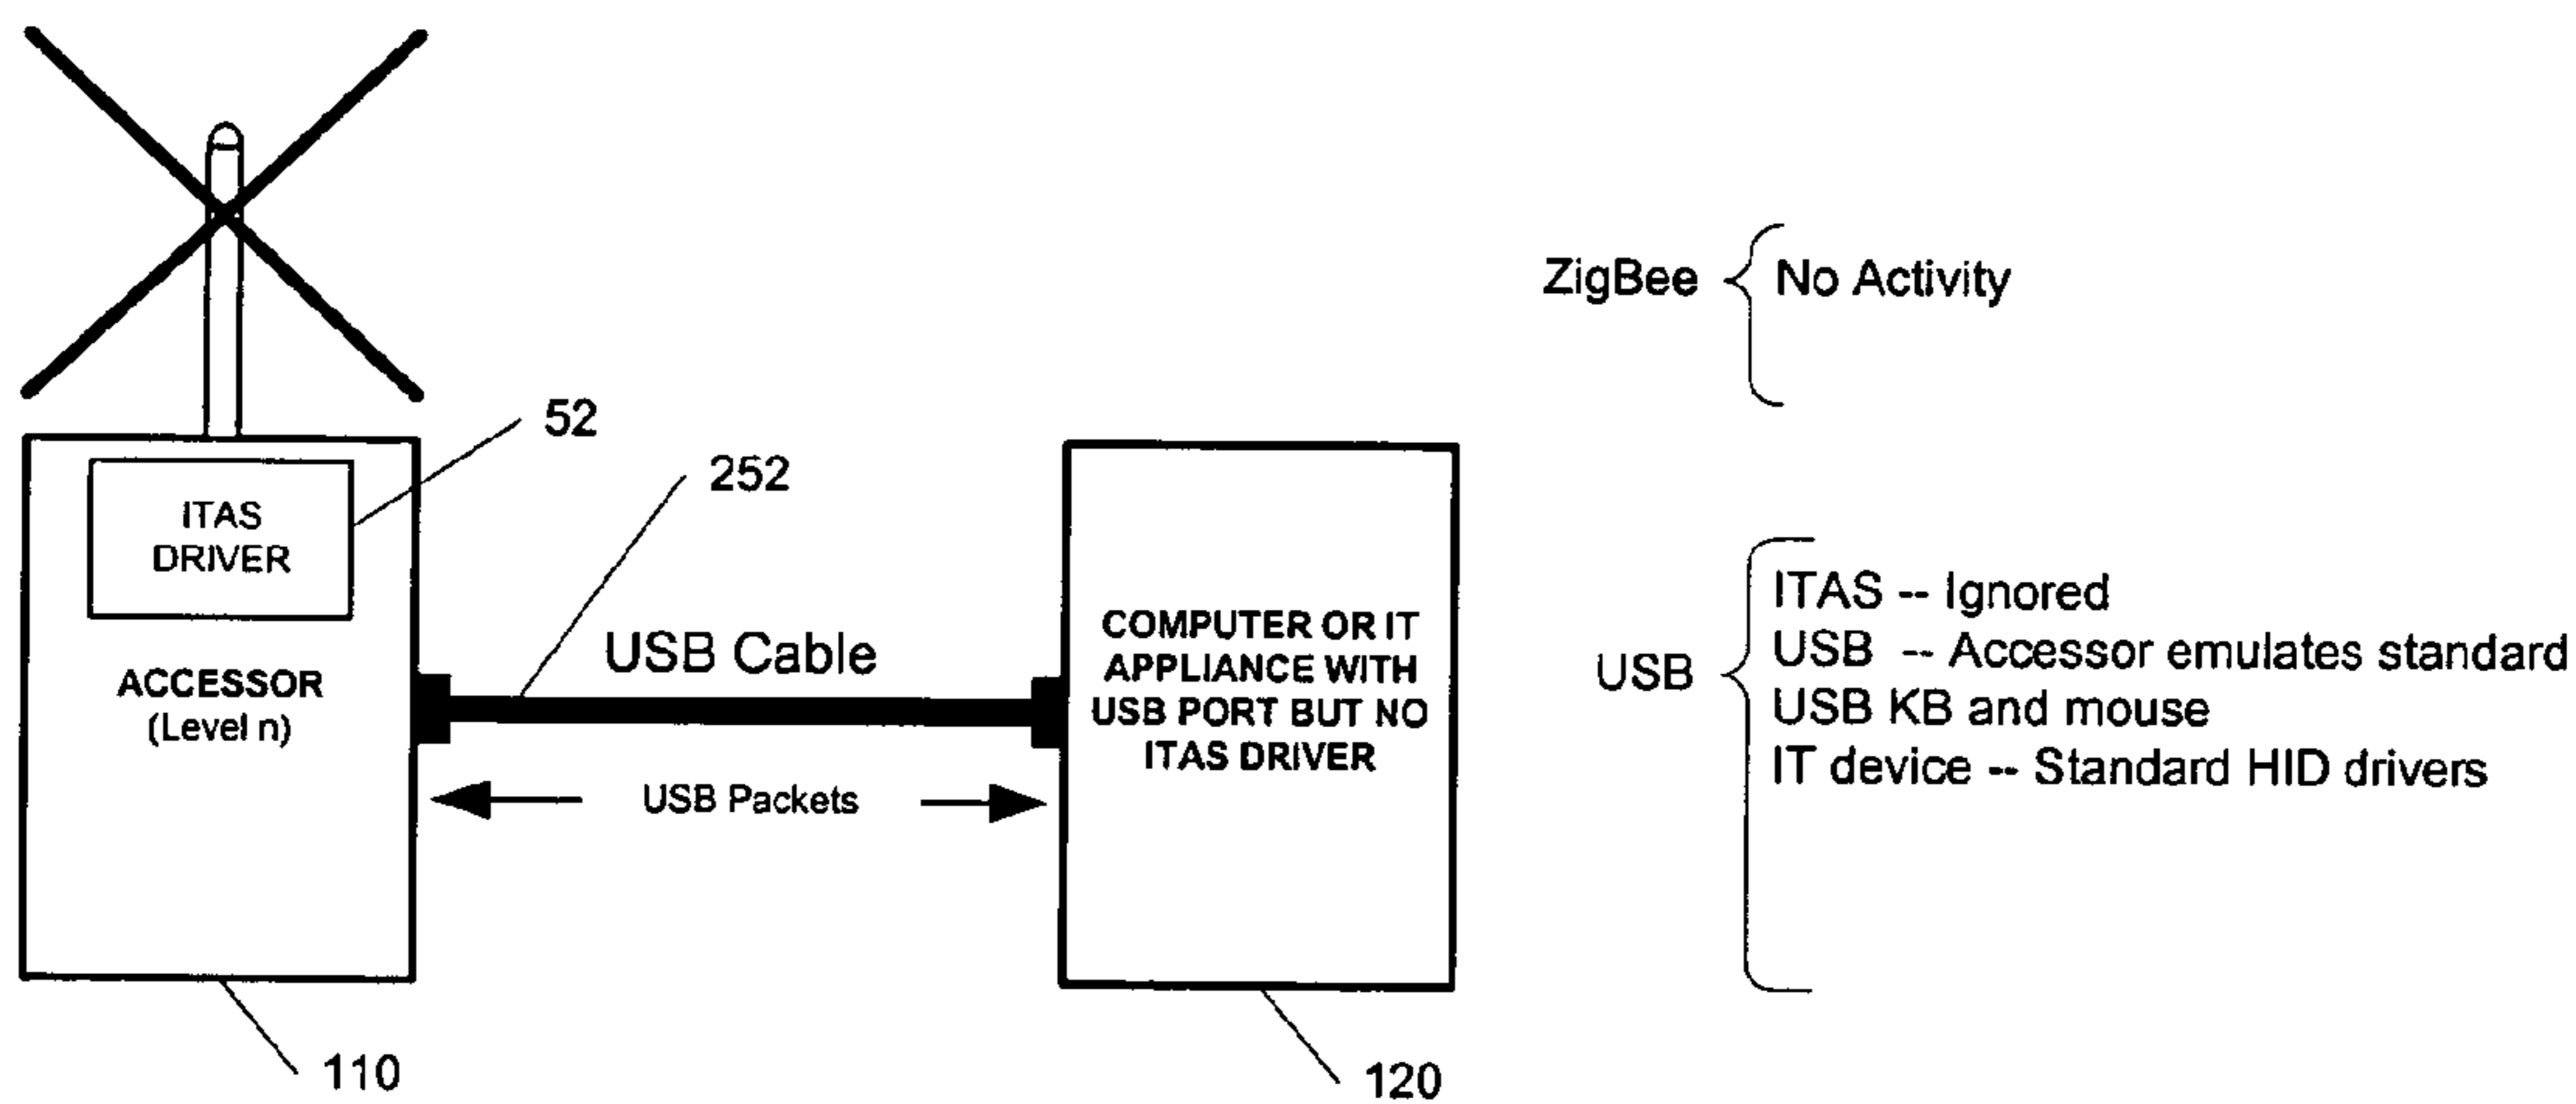 ZigBee
No Activity
52
252
ITAS
DRIVER
ACCESSOR
(Level n)
USB Cable
USB Packets
COMPUTER OR IT
APPLIANCE WITH
USB PORT BUT NO
ITAS DRIVER
USB
ITAS -- Ignored
USB -- Accessor emulates standard
USB KB and mouse
IT device -- Standard HID drivers
110
120